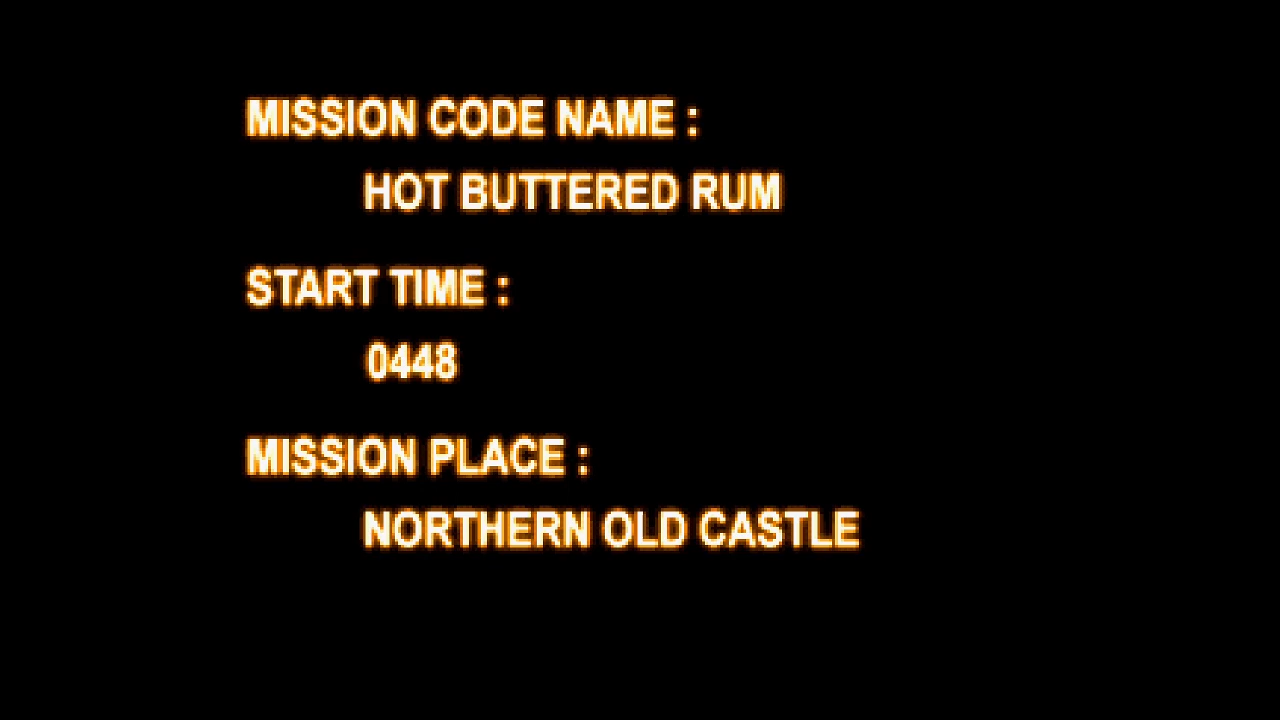 MISSION CODE NAME :
HOT BUTTERED RUM
START TIME :
0448
MISSION PLACE :
NORTHERN OLD CASTLE